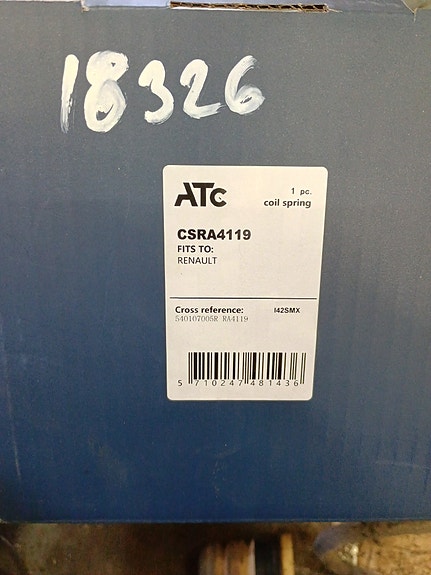 18326
ATC
1 pc.
coil spring
CSRA4119
FITS TO:
RENAULT
Cross reference: I42SMX
540107005R RA4119
5 710247 481436